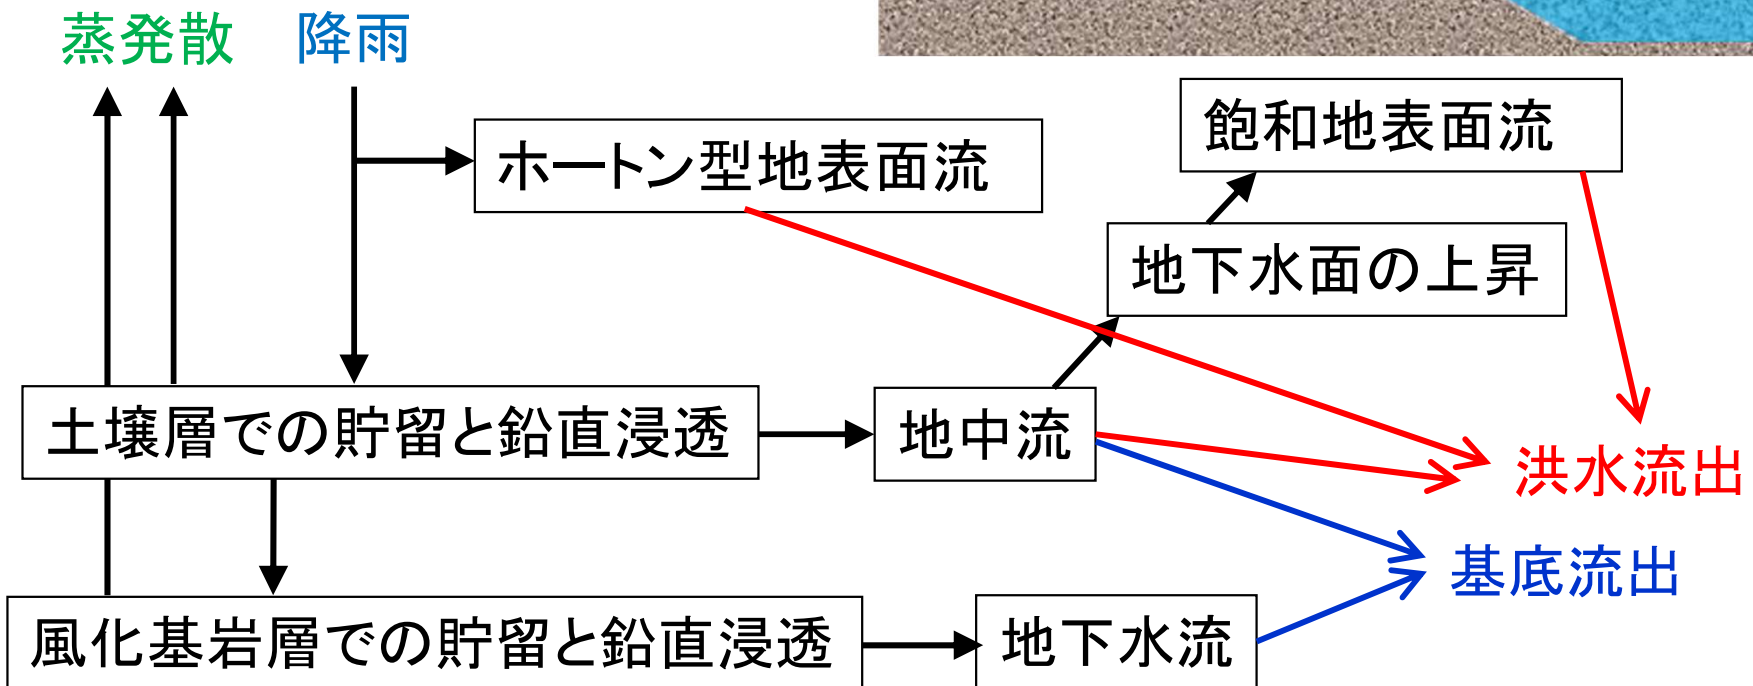 蒸発散
降雨
飽和地表面流
ホートン型地表面流
地下水面の上昇
土壌層での貯留と鉛直浸透
地中流
洪水流出
基底流出
風化基岩層での貯留と鉛直浸透
地下水流